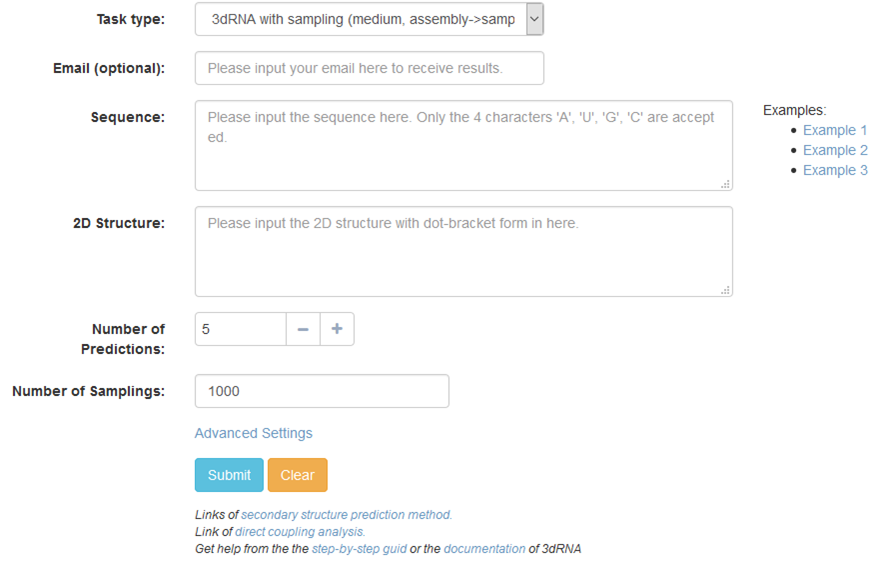 Task type: 3dRNA with sampling (medium, assembly->samp
Email (optional): Please input your email here to receive results.
Sequence: Please input the sequence here. Only the 4 characters 'A', 'U', 'G', 'C' are accept
ed.
Examples:
Example 1
Example 2
Example 3
2D Structure: Please input the 2D structure with dot-bracket form in here.
Number of
Predictions: 5
Number of Samplings: 1000
Advanced Settings
Submit Clear
Links of secondary structure prediction method.
Link of direct coupling analysis.
Get help from the the step-by-step guid or the documentation of 3dRNA